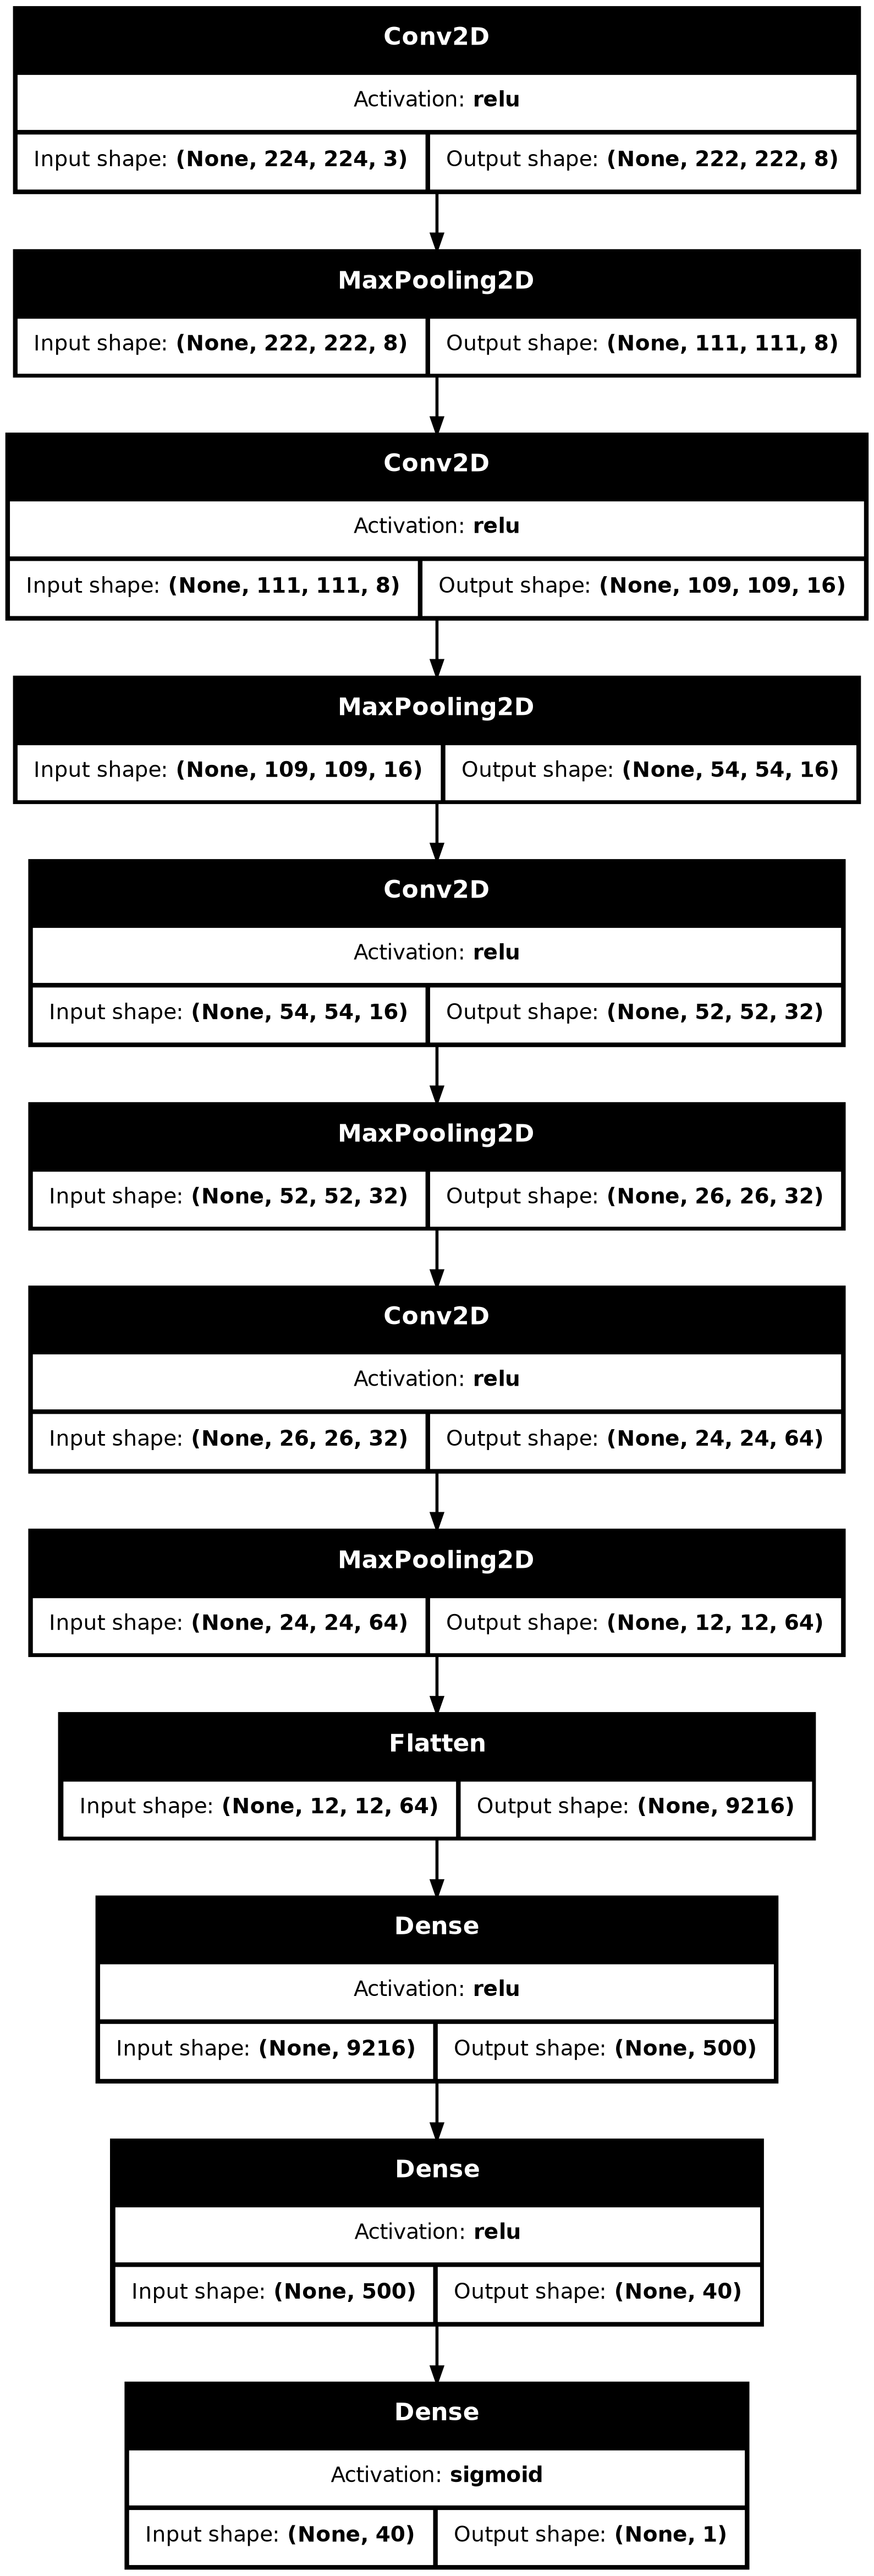 Conv2D
Activation: relu
Input shape: (None, 224, 224, 3) Output shape: (None, 222, 222, 8)
MaxPooling2D
Input shape: (None, 222, 222, 8) Output shape: (None, 111, 111, 8)
Conv2D
Activation: relu
Input shape: (None, 111, 111, 8) Output shape: (None, 109, 109, 16)
MaxPooling2D
Input shape: (None, 109, 109, 16) Output shape: (None, 54, 54, 16)
Conv2D
Activation: relu
Input shape: (None, 54, 54, 16) Output shape: (None, 52, 52, 32)
MaxPooling2D
Input shape: (None, 52, 52, 32) Output shape: (None, 26, 26, 32)
Conv2D
Activation: relu
Input shape: (None, 26, 26, 32) Output shape: (None, 24, 24, 64)
MaxPooling2D
Input shape: (None, 24, 24, 64) Output shape: (None, 12, 12, 64)
Flatten
Input shape: (None, 12, 12, 64) Output shape: (None, 9216)
Dense
Activation: relu
Input shape: (None, 9216) Output shape: (None, 500)
Dense
Activation: relu
Input shape: (None, 500) Output shape: (None, 40)
Dense
Activation: sigmoid
Input shape: (None, 40) Output shape: (None, 1)